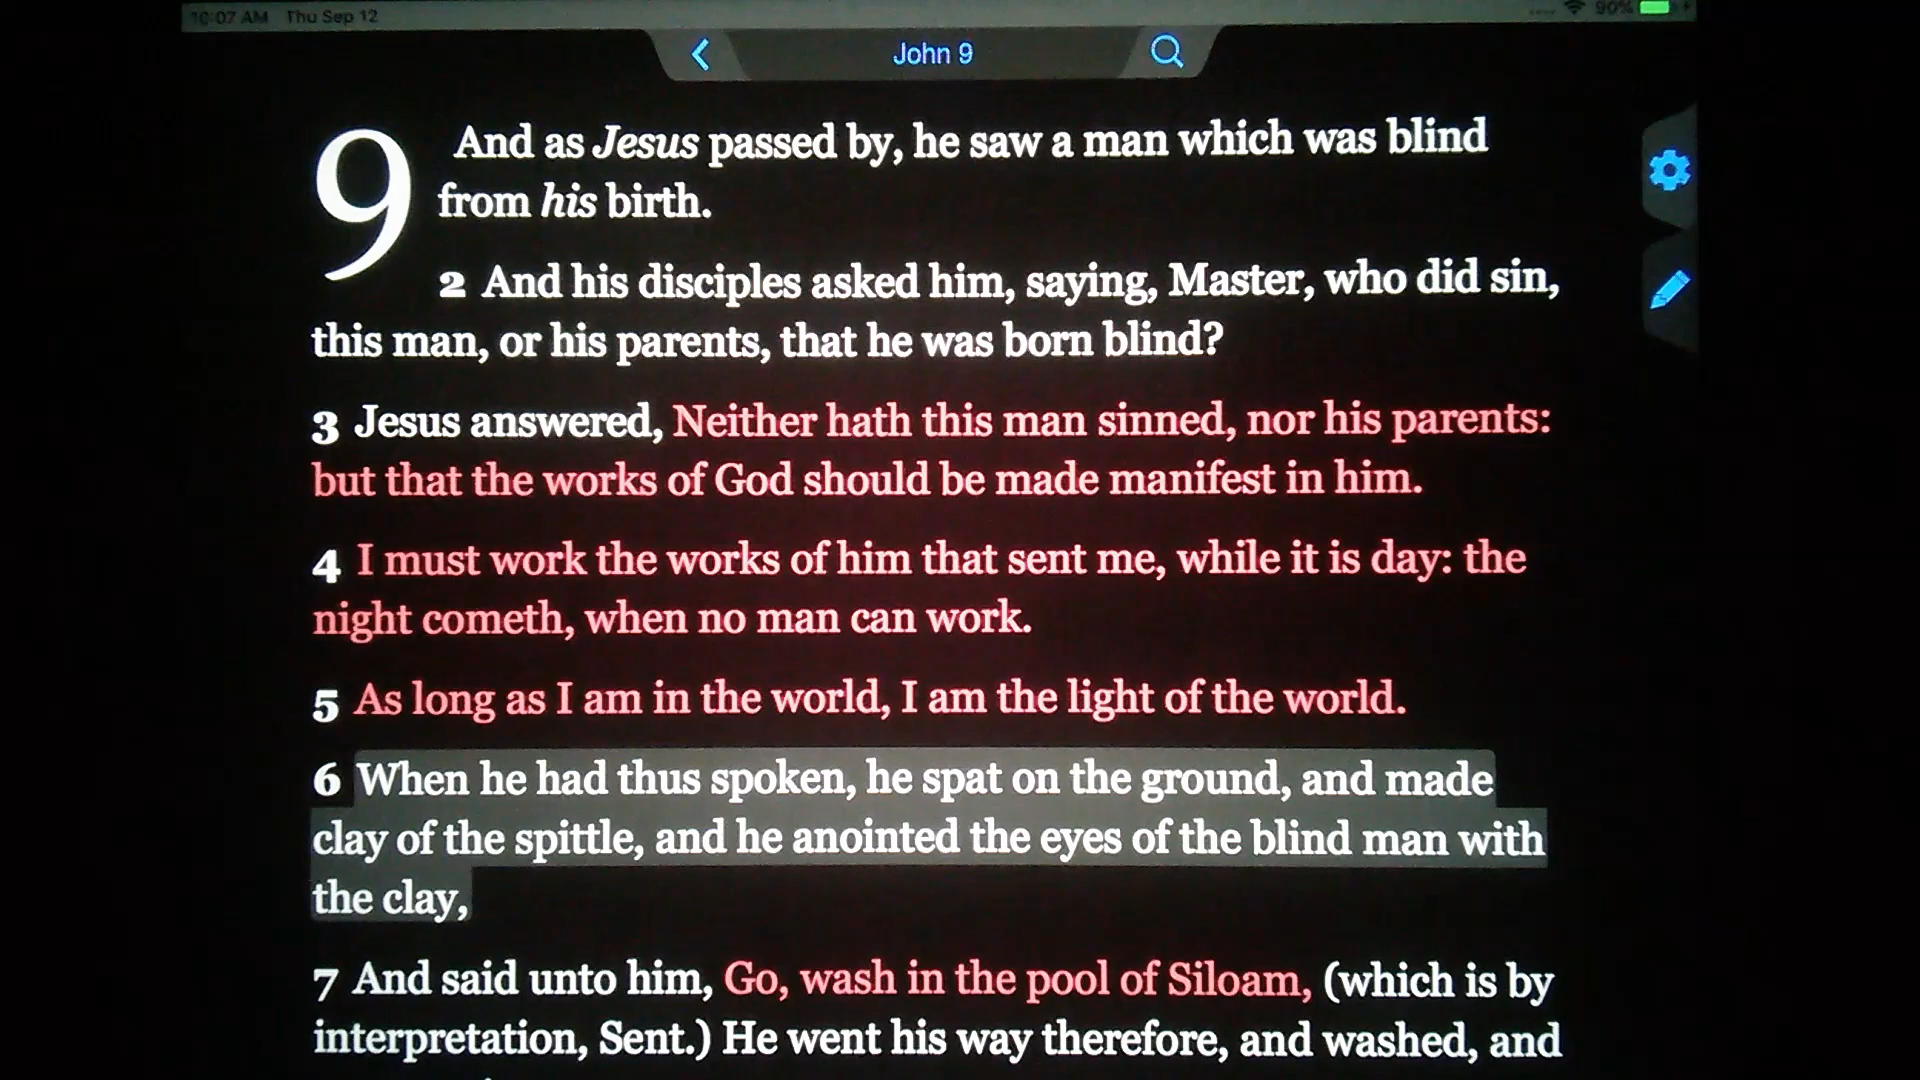 10:07 AM Thu Sep 12
90%
John 9
9 And as Jesus passed by, he saw a man which was blind
from his birth.
2 And his disciples asked him, saying, Master, who did sin,
this man, or his parents, that he was born blind?
3 Jesus answered, Neither hath this man sinned, nor his parents:
but that the works of God should be made manifest in him.
4 I must work the works of him that sent me, while it is day: the
night cometh, when no man can work.
5 As long as I am in the world, I am the light of the world.
6 When he had thus spoken, he spat on the ground, and made
clay of the spittle, and he anointed the eyes of the blind man with
the clay,
7 And said unto him, Go, wash in the pool of Siloam, (which is by
interpretation, Sent.) He went his way therefore, and washed, and